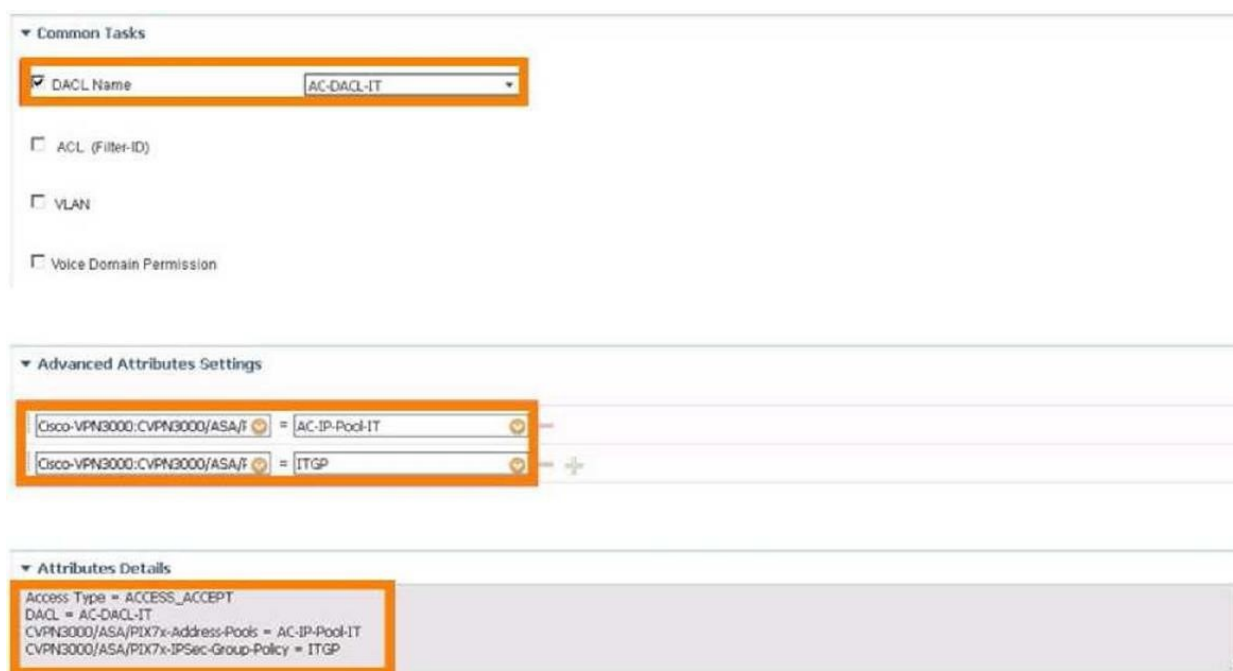 Common Tasks
DACL Name AC-DACL-IT
ACL (Filter-ID)
VLAN
Voice Domain Permission
Advanced Attributes Settings
Cisco-VPN3000:CVPN3000/ASA/F = AC-IP-Pool-IT
Cisco-VPN3000:CVPN3000/ASA/F = ITGP
Attributes Details
Access Type = ACCESS_ACCEPT
DACL = AC-DACL-IT
CVPN3000/ASA/PIX7x-Address-Pools = AC-IP-Pool-IT
CVPN3000/ASA/PIX7x-IPSec-Group-Policy = ITGP